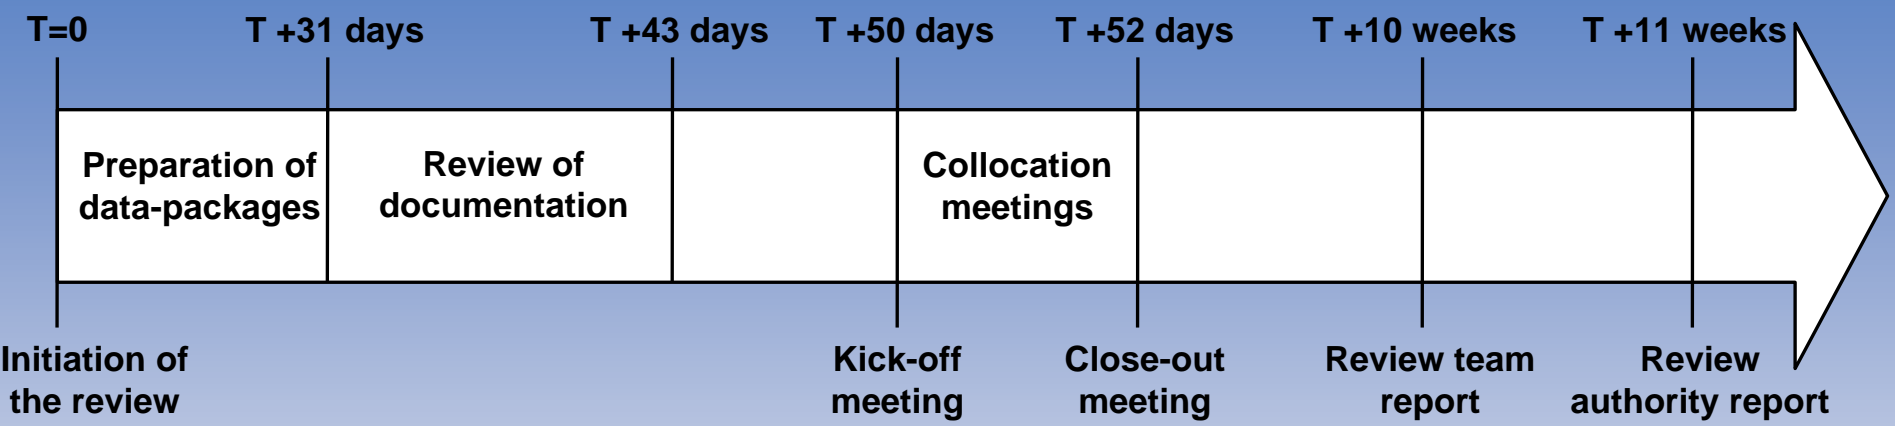 T=0
T +31 days
T +43 days
T +50 days
T +52 days
T +10 weeks
T +11 weeks
Preparation of
data-packages
Review of
documentation
Collocation
meetings
Initiation of
the review
Kick-off
meeting
Close-out
meeting
Review team
report
Review
authority report